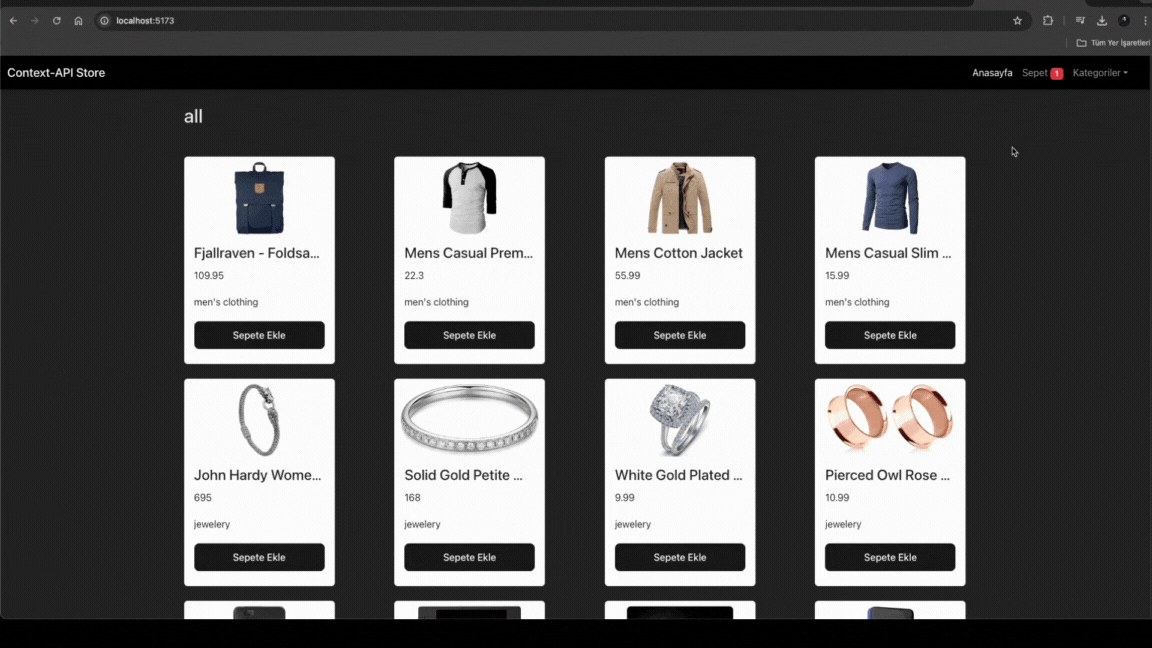 localhost:5173
Tüm Yer İşaretleri
Context-API Store
Anasayfa Sepet 1 Kategoriler
all
Fjallraven - Foldsa... Mens Casual Prem... Mens Cotton Jacket Mens Casual Slim ...
109.95 22.3 55.99 15.99
men's clothing men's clothing men's clothing men's clothing
Sepete Ekle Sepete Ekle Sepete Ekle Sepete Ekle
John Hardy Wome... Solid Gold Petite ... White Gold Plated ... Pierced Owl Rose ...
695 168 9.99 10.99
jewelery jewelery jewelery jewelery
Sepete Ekle Sepete Ekle Sepete Ekle Sepete Ekle